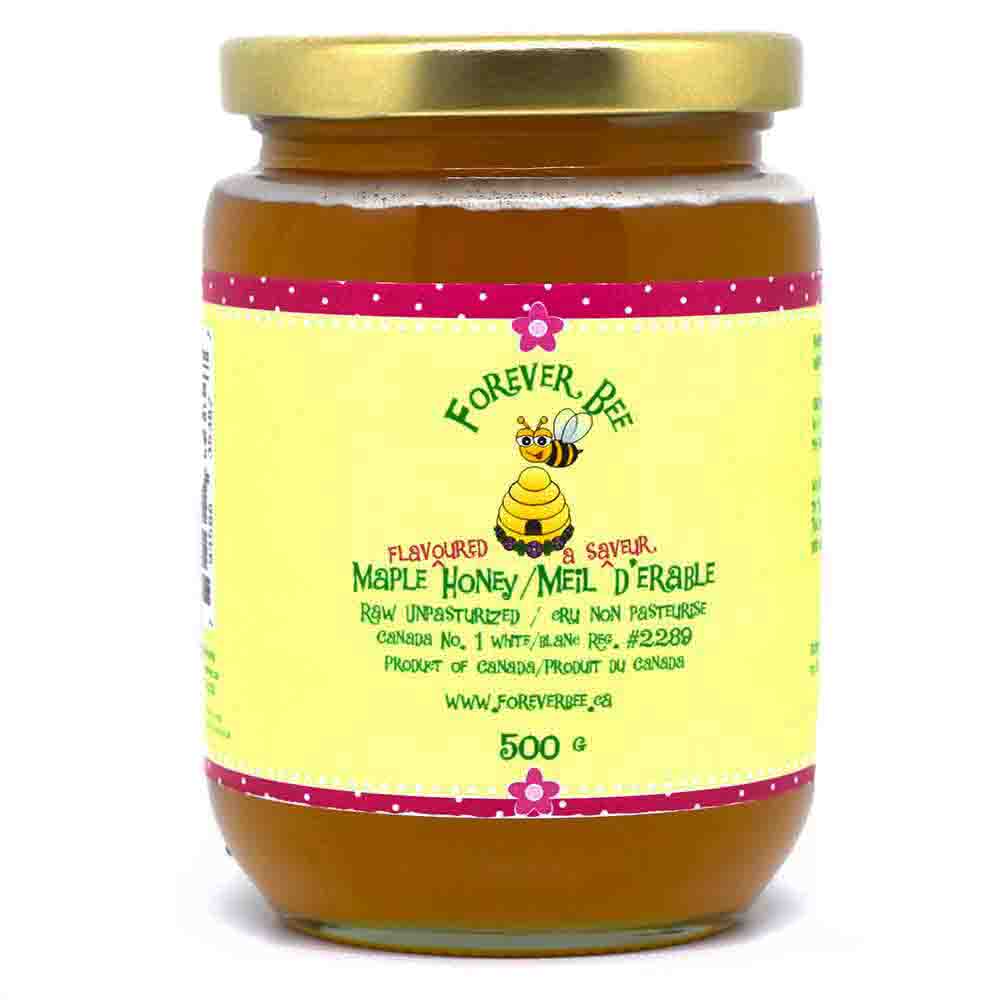 Forever Bee
Flavoured a Saveur
Maple ^ Honey / Meil ^ D'erable
Raw Unpasturized / Cru Non Pasteurise
Canada No. 1 White/Blanc Reg. #2289
Product of Canada/Produit du Canada
www.foreverbee.ca
500 G